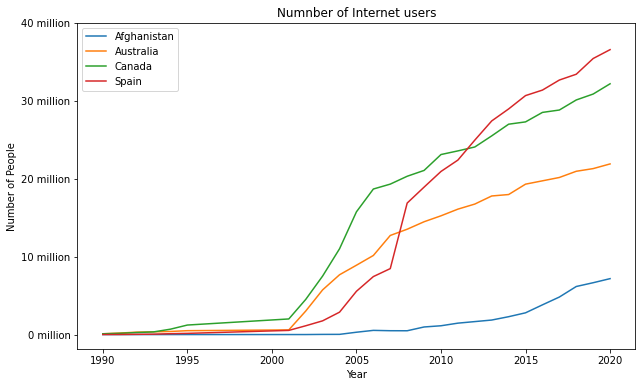 Numnber of Internet users
Afghanistan
Australia
Canada
Spain
40 million
30 million
20 million
10 million
0 million
Number of People
1990 1995 2000 2005 2010 2015 2020
Year